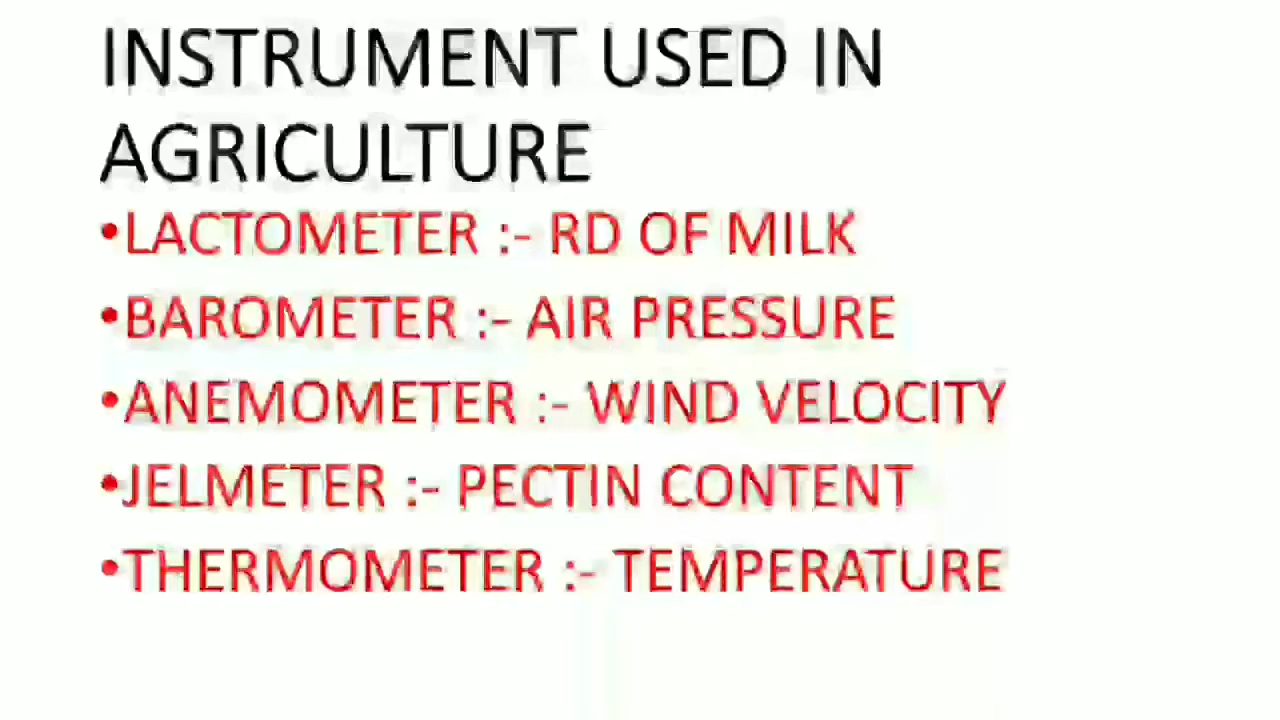 INSTRUMENT USED IN
AGRICULTURE
•LACTOMETER :- RD OF MILK
•BAROMETER :- AIR PRESSURE
•ANEMOMETER :- WIND VELOCITY
•JELMETER :- PECTIN CONTENT
•THERMOMETER :- TEMPERATURE